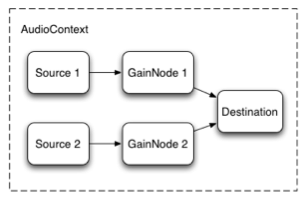 AudioContext
Source 1
GainNode 1
Destination
Source 2
GainNode 2